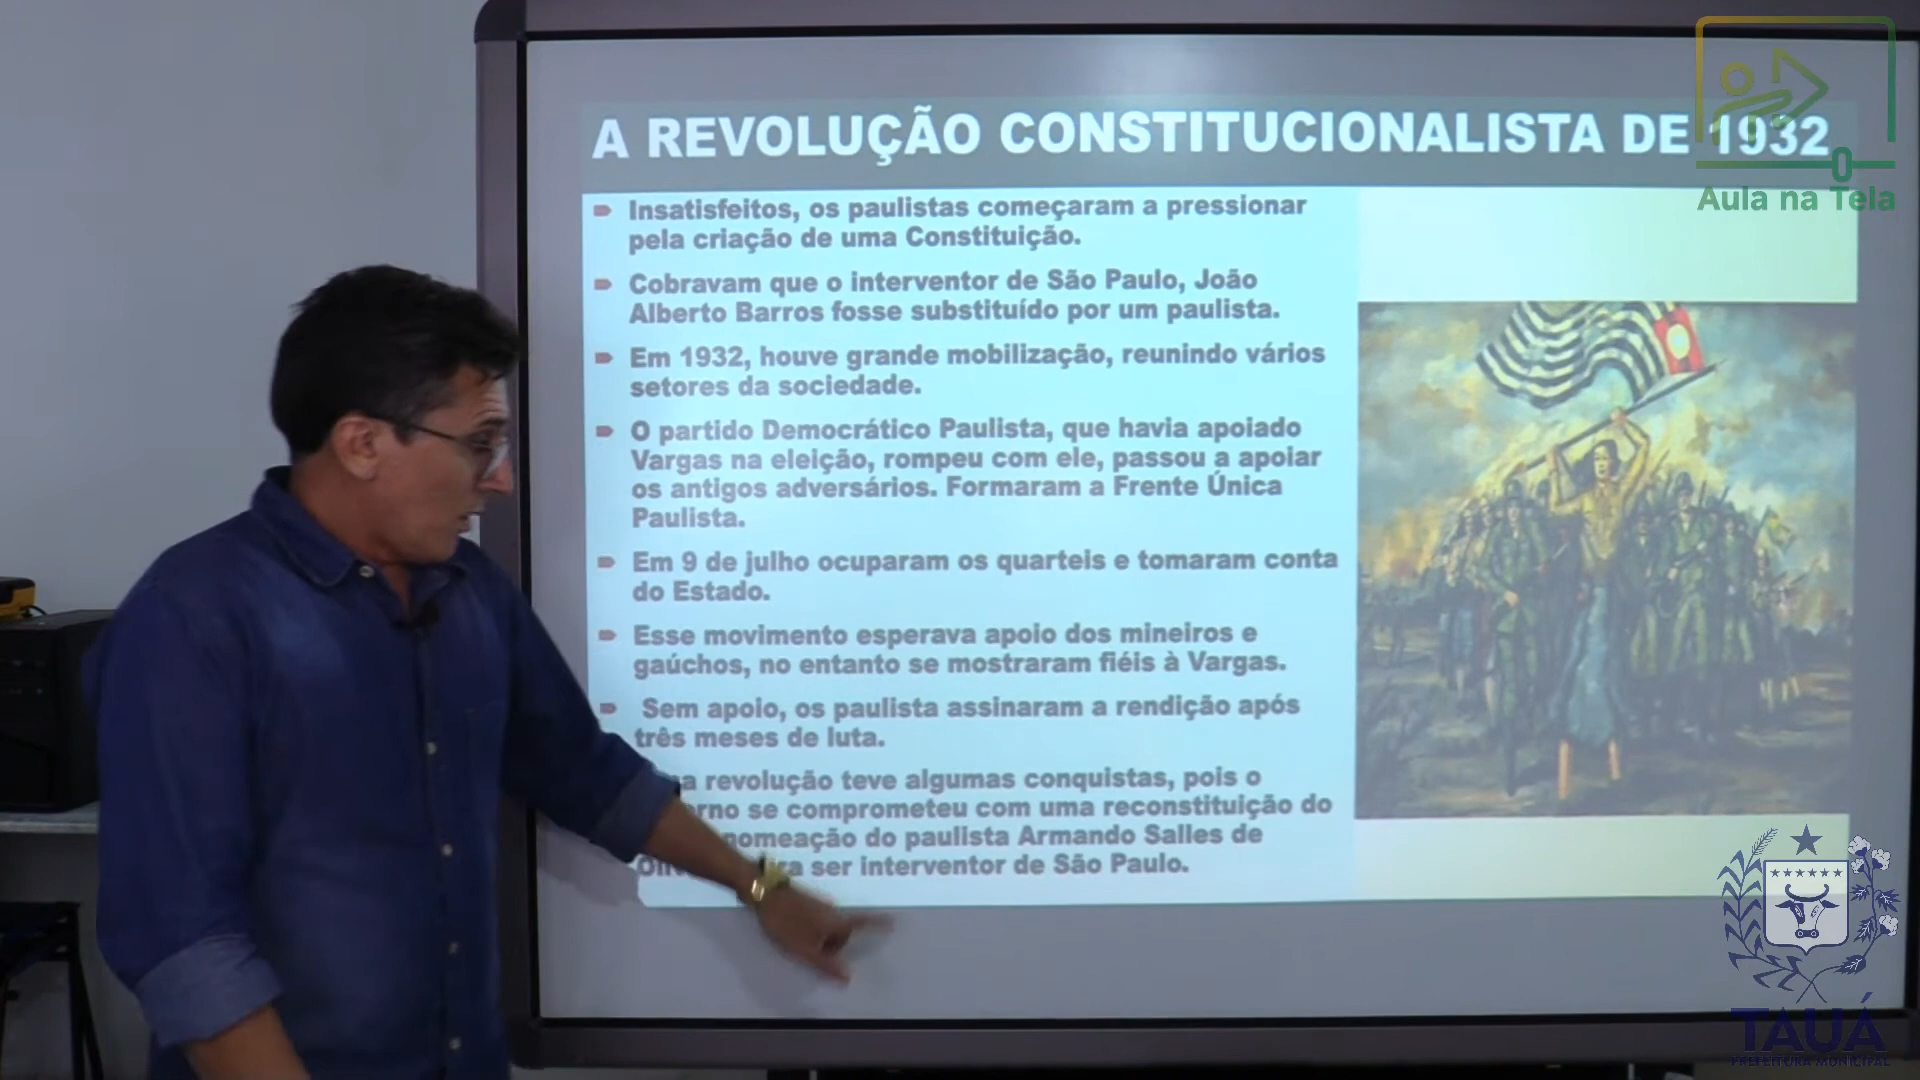 A REVOLUÇÃO CONSTITUCIONALISTA DE 1932
Aula na Tela
Insatisfeitos, os paulistas começaram a pressionar
pela criação de uma Constituição.
Cobravam que o interventor de São Paulo, João
Alberto Barros fosse substituído por um paulista.
Em 1932, houve grande mobilização, reunindo vários
setores da sociedade.
O partido Democrático Paulista, que havia apoiado
Vargas na eleição, rompeu com ele, passou a apoiar
os antigos adversários. Formaram a Frente Única
Paulista.
Em 9 de julho ocuparam os quarteis e tomaram conta
do Estado.
Esse movimento esperava apoio dos mineiros e
gaúchos, no entanto se mostraram fiéis à Vargas.
Sem apoio, os paulista assinaram a rendição após
três meses de luta.
revolução teve algumas conquistas, pois o
se comprometeu com uma reconstituição do
nomeação do paulista Armando Salles de
ser interventor de São Paulo.
TAUÁ
PREFEITURA MUNICIPAL